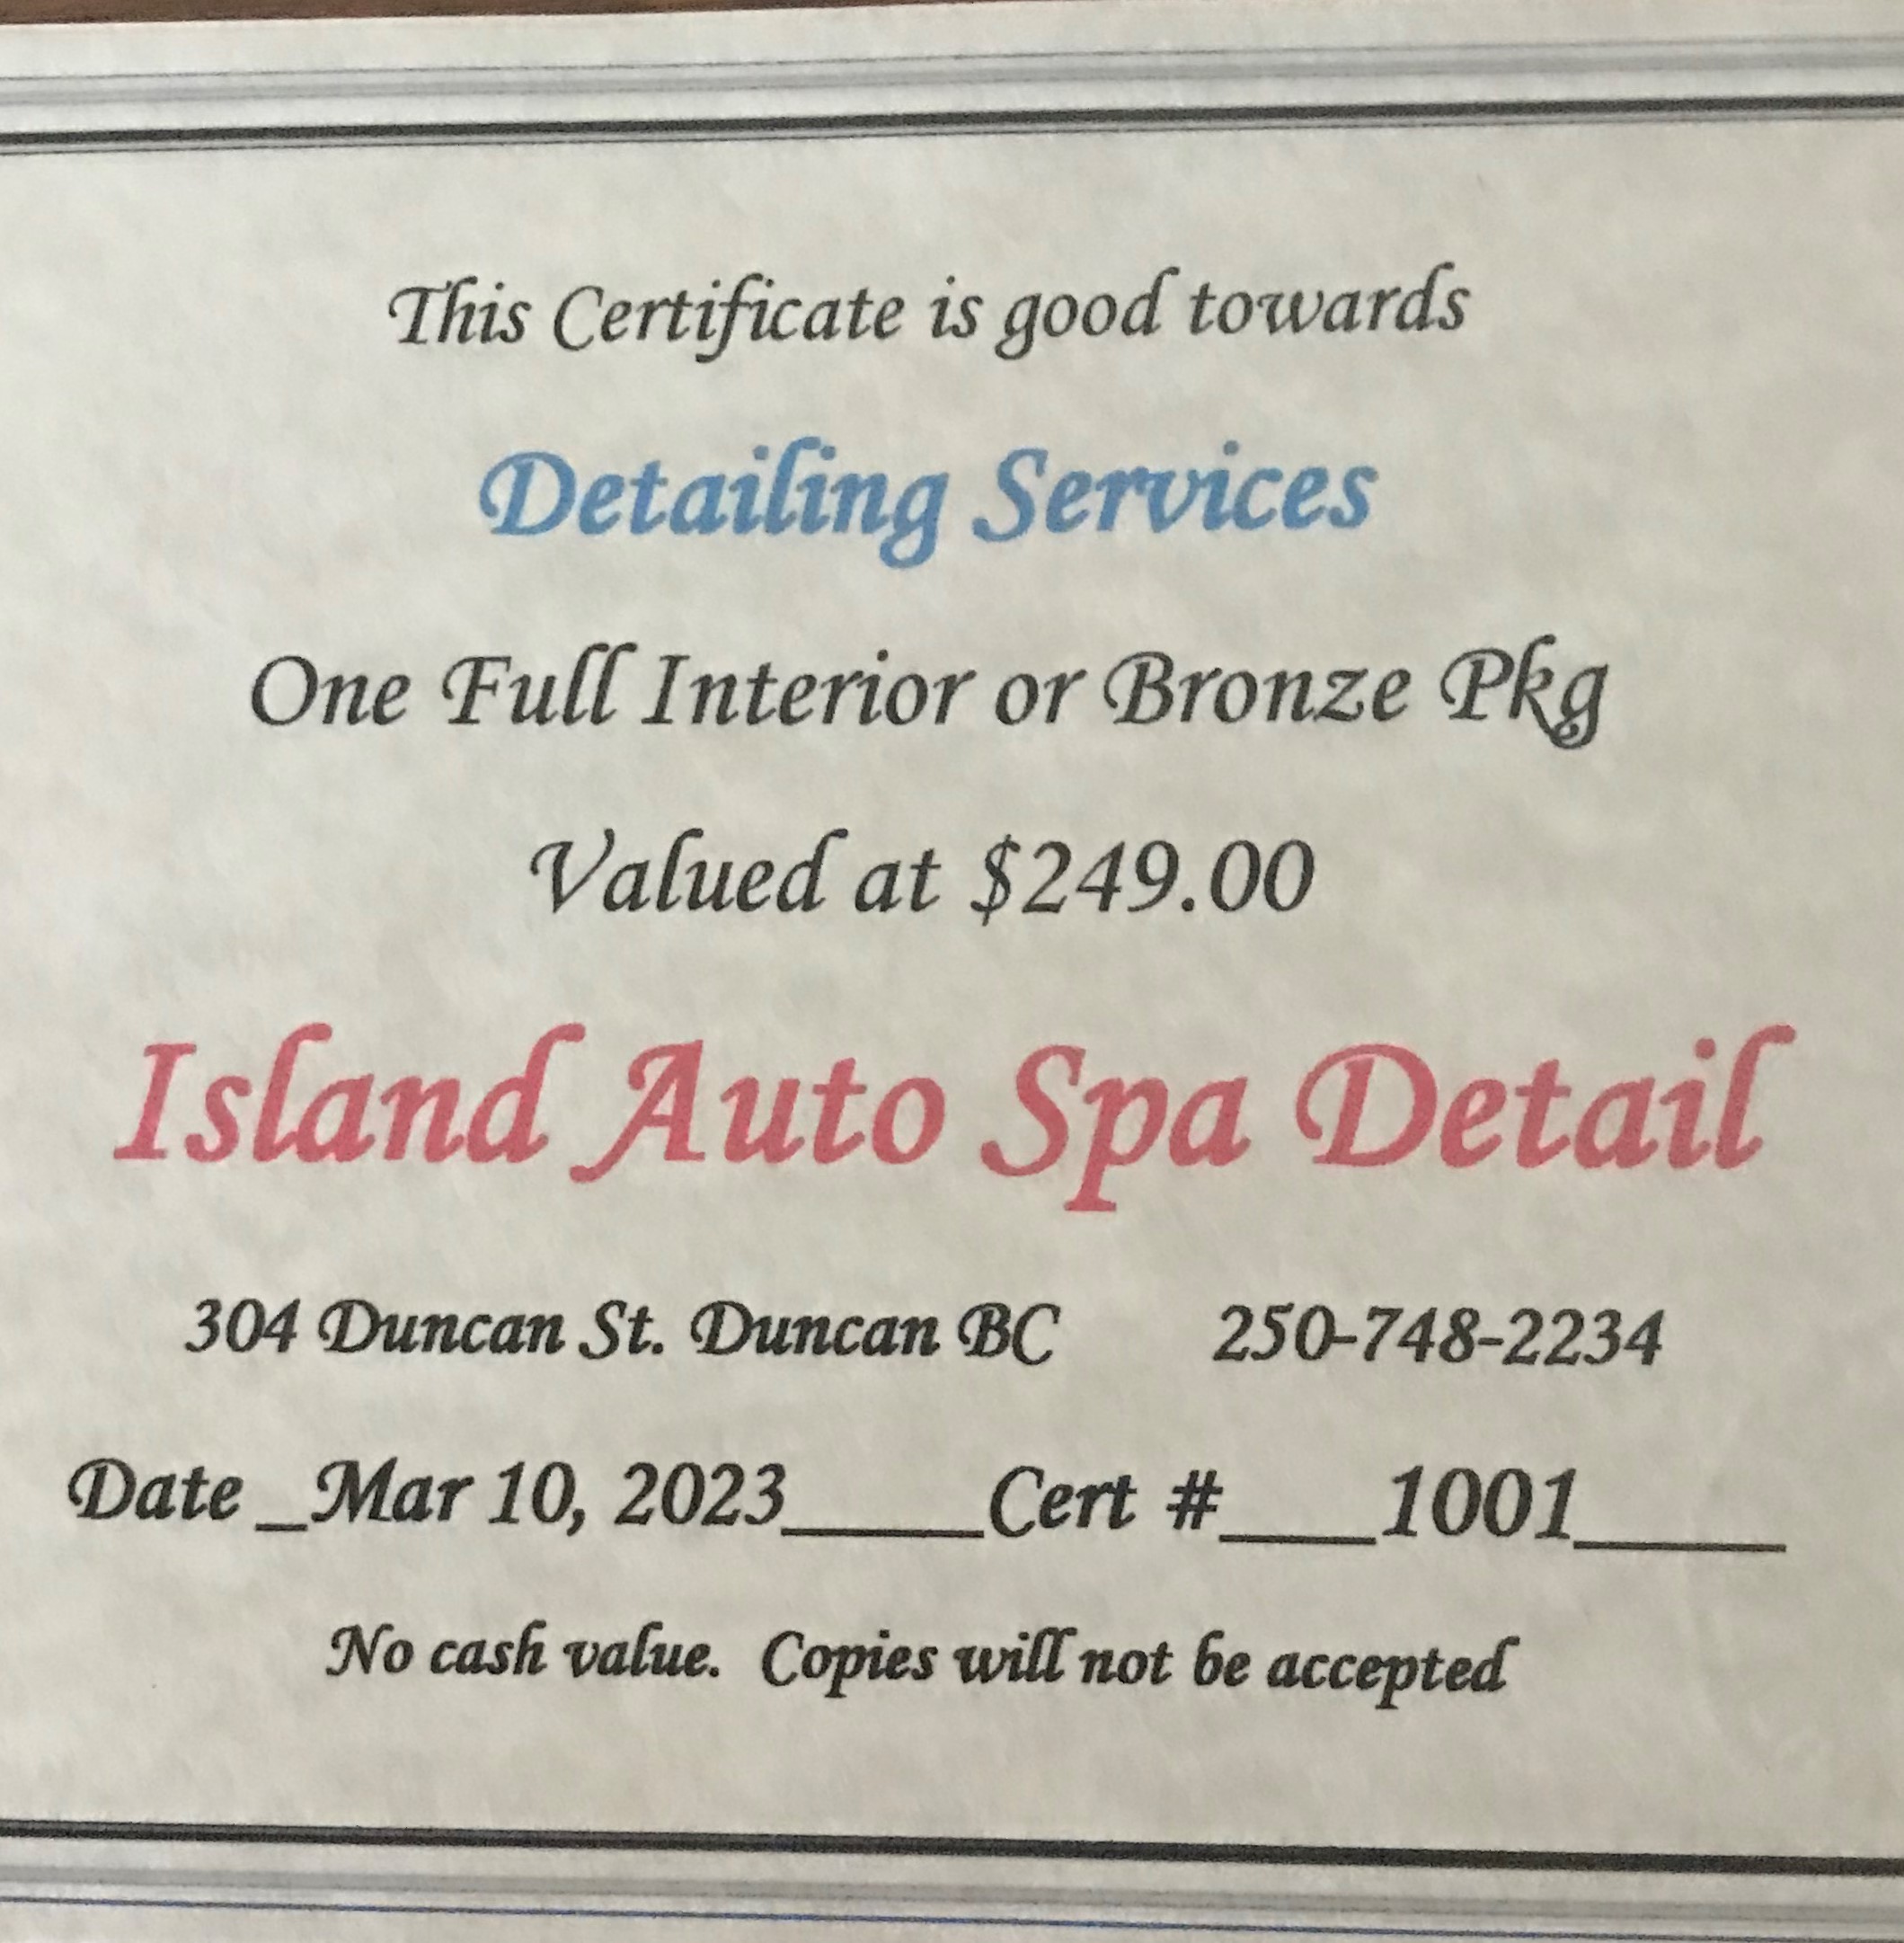 This Certificate is good towards
Detailing Services
One Full Interior or Bronze Pkg
Valued at $249.00
Island Auto Spa Detail
304 Duncan St. Duncan BC 250-748-2234
Date _Mar 10, 2023_____Cert #____1001_____
No cash value. Copies will not be accepted